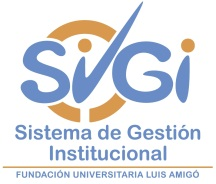 SiGi
Sistema de Gestión
Institucional
FUNDACIÓN UNIVERSITARIA LUIS AMIGÓ